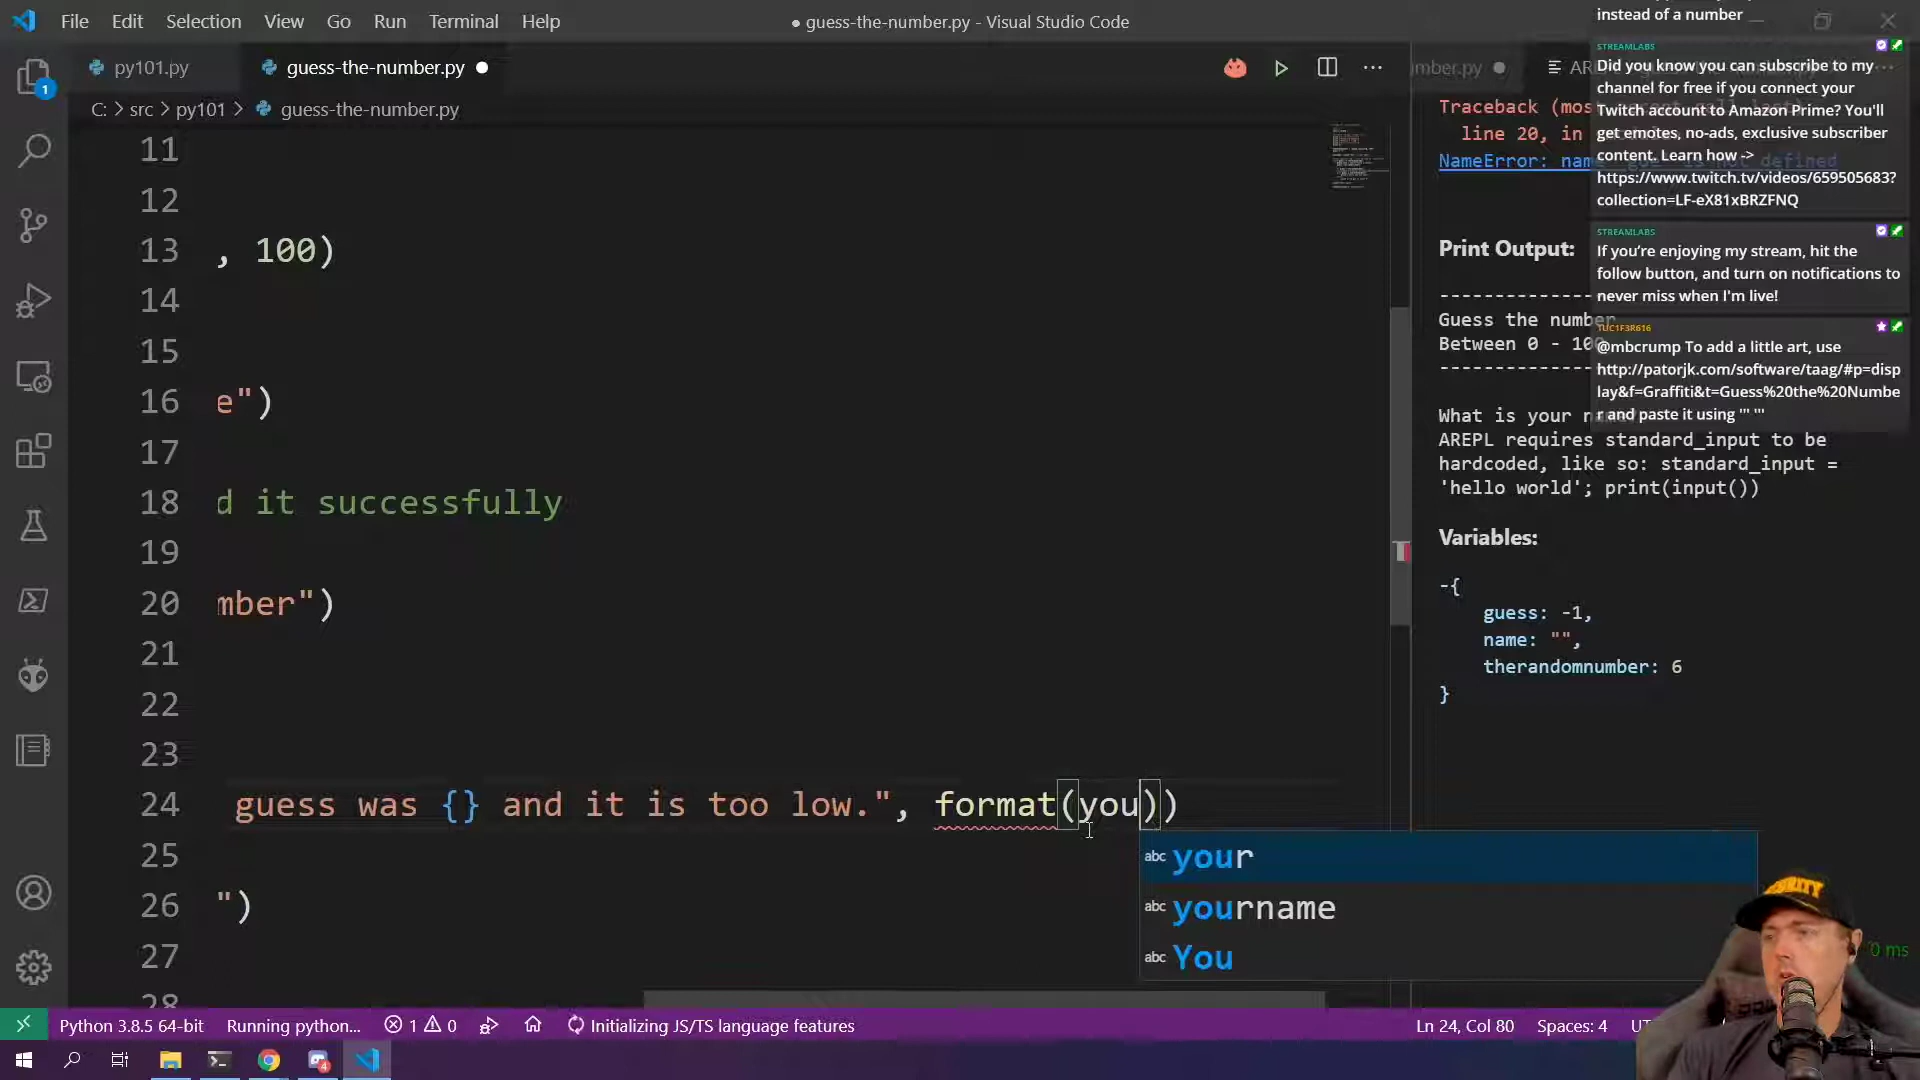 File Edit Selection View Go Run Terminal Help
● guess-the-number.py - Visual Studio Code
instead of a number
py101.py
guess-the-number.py ●
mber.py ●
C: > src > py101 > guess-the-number.py
1
11
12
13 , 100)
14
15
16 e")
17
18 d it successfully
19
20 mber")
21
22
23
24 guess was {} and it is too low.", format(you))
25
26 ")
27
28
abc your
abc yourname
abc You
Traceback (mos
line 20, in
NameError: nam is not defined
Print Output:
Guess the number
Between 0 - 100
What is your name?
AREPL requires standard_input to be
hardcoded, like so: standard_input =
'hello world'; print(input())
Variables:
-{
guess: -1,
name: "",
therandomnumber: 6
}
STREAMLABS
Did you know you can subscribe to my
channel for free if you connect your
Twitch account to Amazon Prime? You'll
get emotes, no-ads, exclusive subscriber
content. Learn how ->
https://www.twitch.tv/videos/659505683?
collection=LF-eX81xBRZFNQ
STREAMLABS
If you're enjoying my stream, hit the
follow button, and turn on notifications to
never miss when I'm live!
TUC1F3R616
@mbcrump To add a little art, use
http://patorjk.com/software/taag/#p=disp
lay&f=Graffiti&t=Guess%20the%20Numbe
r and paste it using ''' '''
0 ms
Python 3.8.5 64-bit Running python... 1 0 Initializing JS/TS language features
Ln 24, Col 80 Spaces: 4
4